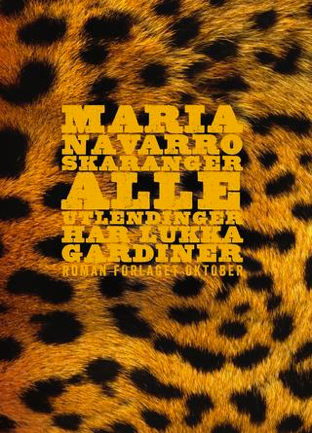 MARIA
NAVARRO
SKARANGER
ALLE
UTLENDINGER
HAR LUKKA
GARDINER
ROMAN FORLAGET OKTOBER